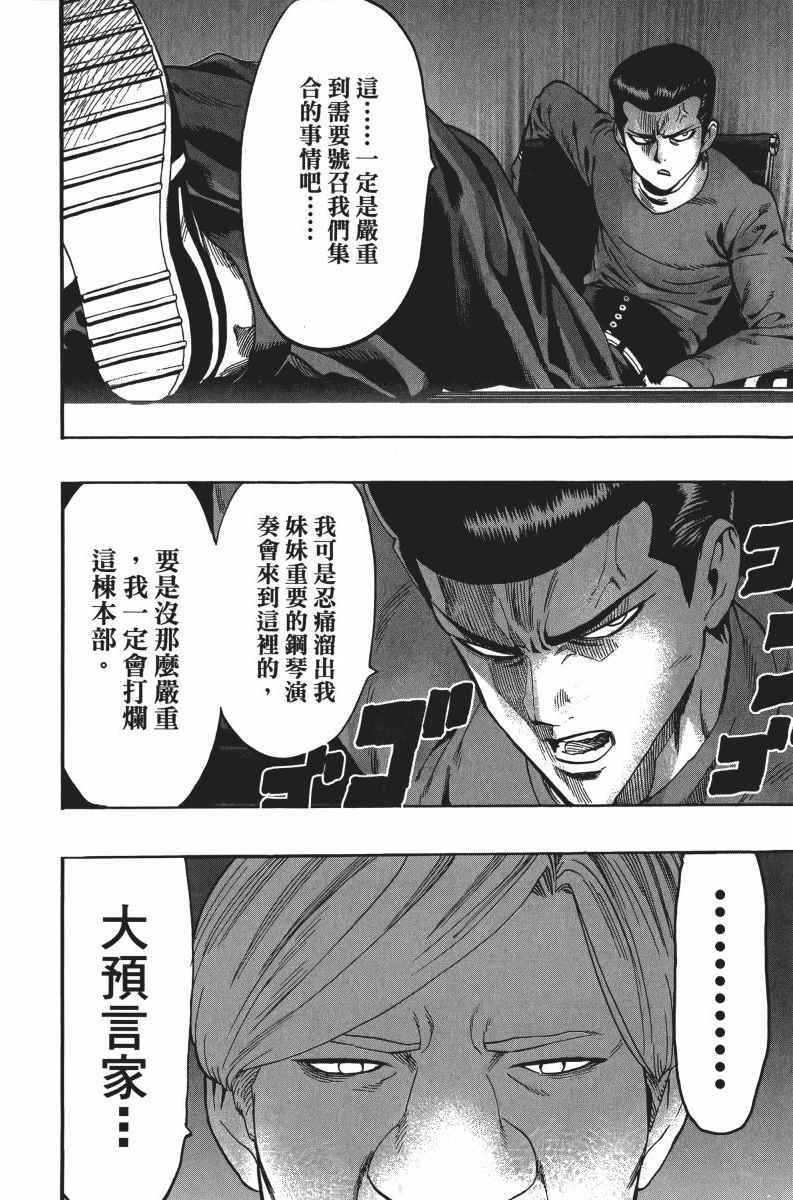 這……一定是嚴重
到需要號召我們集
合的事情吧……
我可是忍痛溜出我
妹妹重要的鋼琴演
奏會來到這裡的，
要是沒那麼嚴重
，我一定會打爛
這棟本部。
ゴゴ
ゴゴゴ
…………
大預言家…